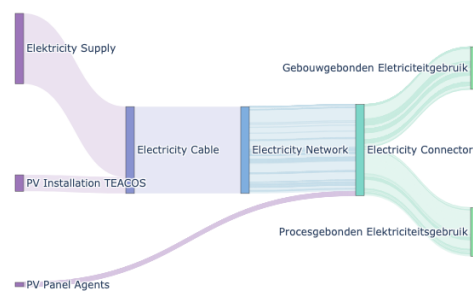 Elektricity Supply
Gebouwgebonden Eletriciteitgebruik
Electricity Cable
Electricity Network
Electricity Connector
PV Installation TEACOS
Procesgebonden Elektriciteitsgebruik
PV Panel Agents